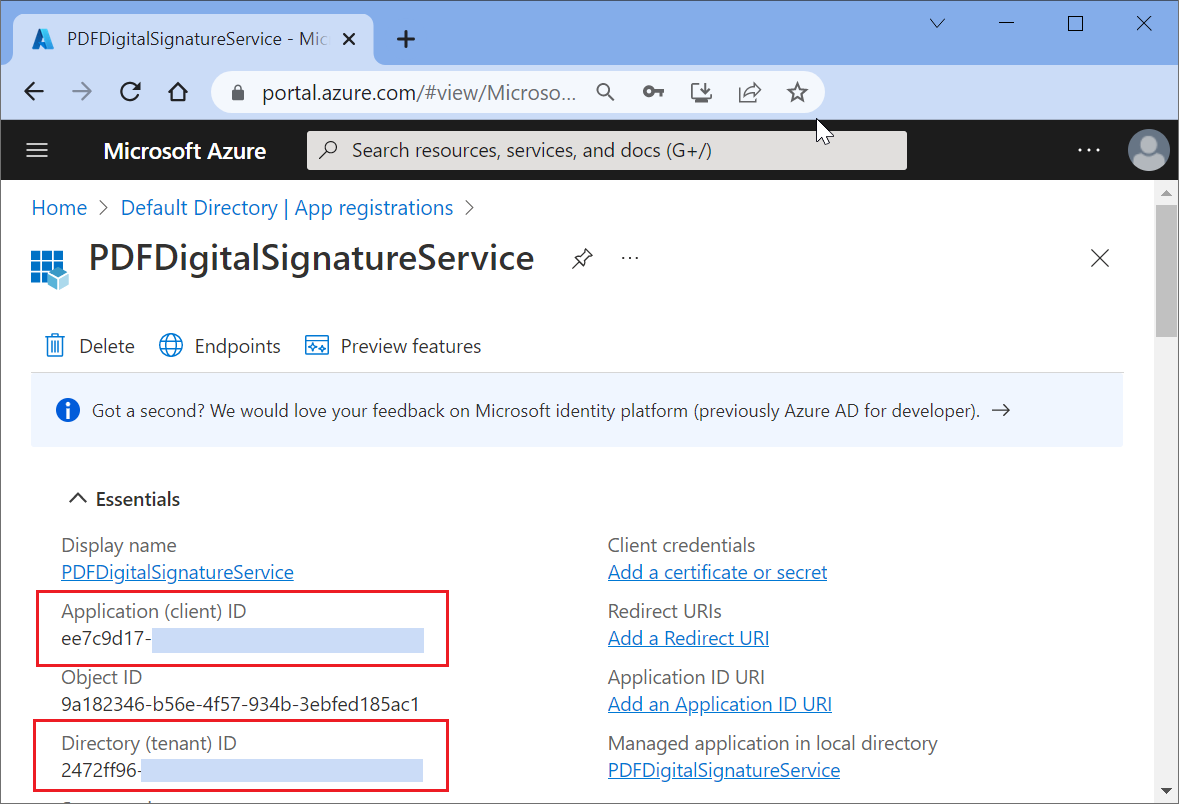 PDFDigitalSignatureService - Mic
portal.azure.com/#view/Microso...
Microsoft Azure
Search resources, services, and docs (G+/)
Home > Default Directory | App registrations >
PDFDigitalSignatureService
Delete
Endpoints
Preview features
Got a second? We would love your feedback on Microsoft identity platform (previously Azure AD for developer). →
Essentials
Display name
PDFDigitalSignatureService
Application (client) ID
ee7c9d17-
Object ID
9a182346-b56e-4f57-934b-3ebfed185ac1
Directory (tenant) ID
2472ff96-
Client credentials
Add a certificate or secret
Redirect URIs
Add a Redirect URI
Application ID URI
Add an Application ID URI
Managed application in local directory
PDFDigitalSignatureService